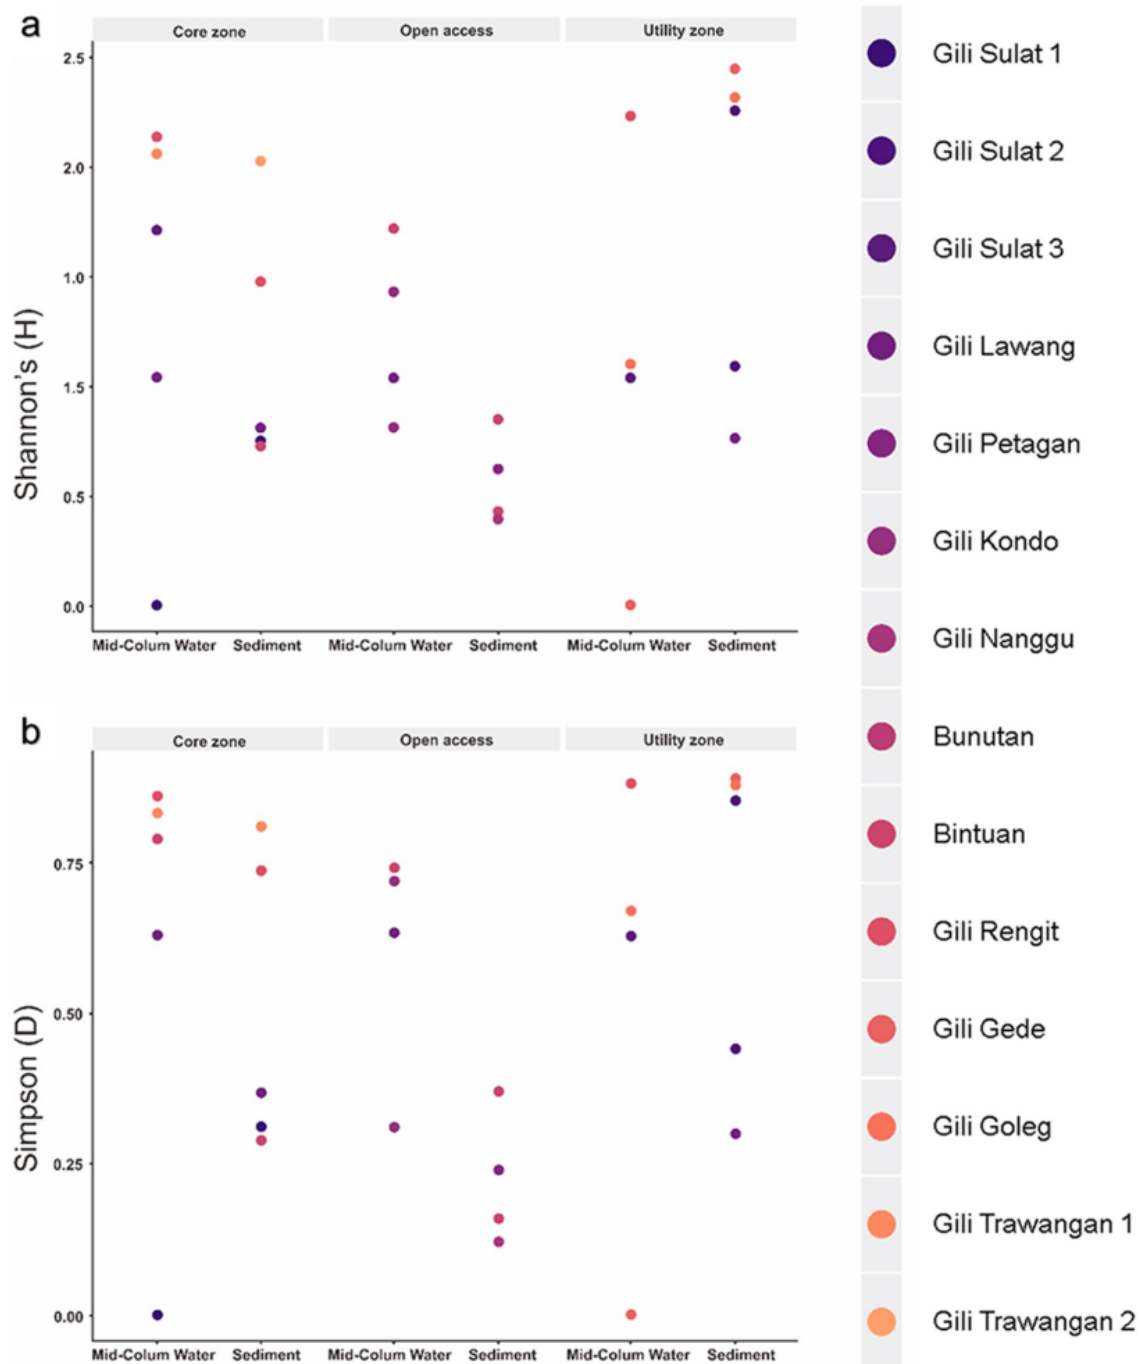 a
Core zone
Open access
Utility zone
2.5
2.0
1.0
1.5
0.5
0.0
Shannon's (H)
Mid-Colum Water
Sediment
Mid-Colum Water
Sediment
Mid-Colum Water
Sediment
b
Core zone
Open access
Utility zone
0.75
0.50
0.25
0.00
Simpson (D)
Mid-Colum Water
Sediment
Mid-Colum Water
Sediment
Mid-Colum Water
Sediment
Gili Sulat 1
Gili Sulat 2
Gili Sulat 3
Gili Lawang
Gili Petagan
Gili Kondo
Gili Nanggu
Bunutan
Bintuan
Gili Rengit
Gili Gede
Gili Goleg
Gili Trawangan 1
Gili Trawangan 2